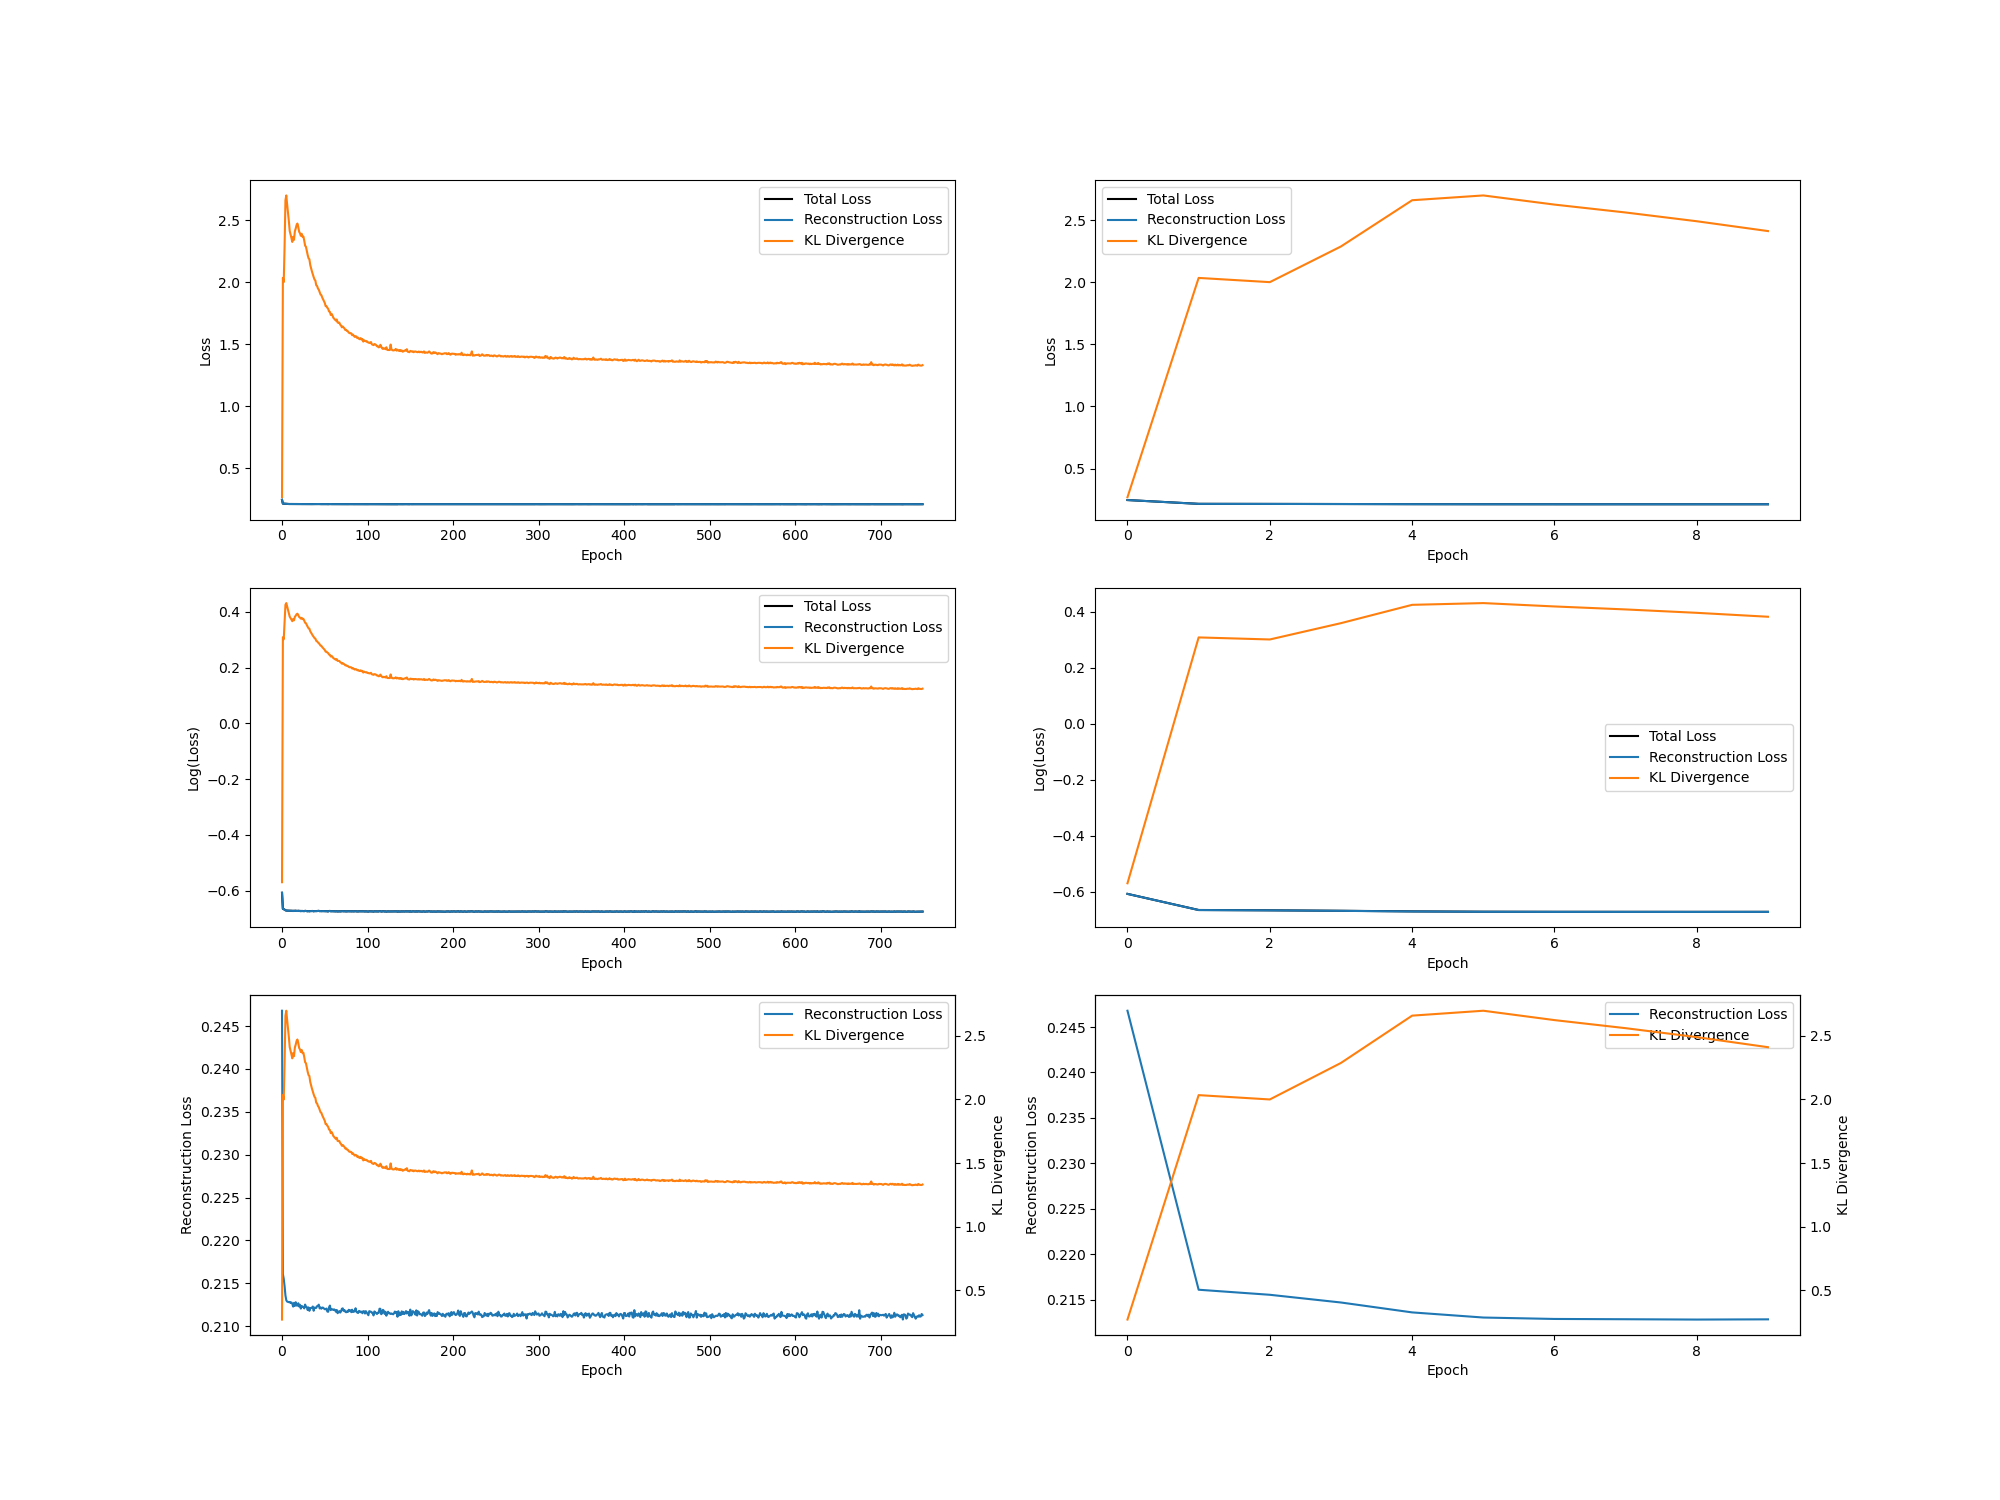 Total Loss
Reconstruction Loss
KL Divergence
Loss
2.5
2.0
1.5
1.0
0.5
0 100 200 300 400 500 600 700
Epoch
Total Loss
Reconstruction Loss
KL Divergence
Loss
2.5
2.0
1.5
1.0
0.5
0 2 4 6 8
Epoch
Total Loss
Reconstruction Loss
KL Divergence
Log(Loss)
0.4
0.2
0.0
−0.2
−0.4
−0.6
0 100 200 300 400 500 600 700
Epoch
Total Loss
Reconstruction Loss
KL Divergence
Log(Loss)
0.4
0.2
0.0
−0.2
−0.4
−0.6
0 2 4 6 8
Epoch
Reconstruction Loss
KL Divergence
Reconstruction Loss
0.245
0.240
0.235
0.230
0.225
0.220
0.215
0.210
2.5
2.0
1.5
1.0
0.5
KL Divergence
0 100 200 300 400 500 600 700
Epoch
Reconstruction Loss
KL Divergence
Reconstruction Loss
0.245
0.240
0.235
0.230
0.225
0.220
0.215
2.5
2.0
1.5
1.0
0.5
KL Divergence
0 2 4 6 8
Epoch